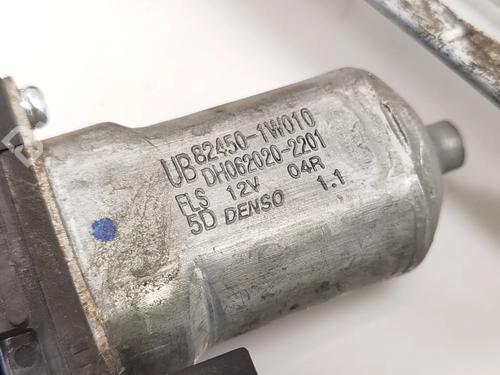 UB 82450-1W010
DH062020-2201
FLS 12V 04R
5D DENSO 1.1